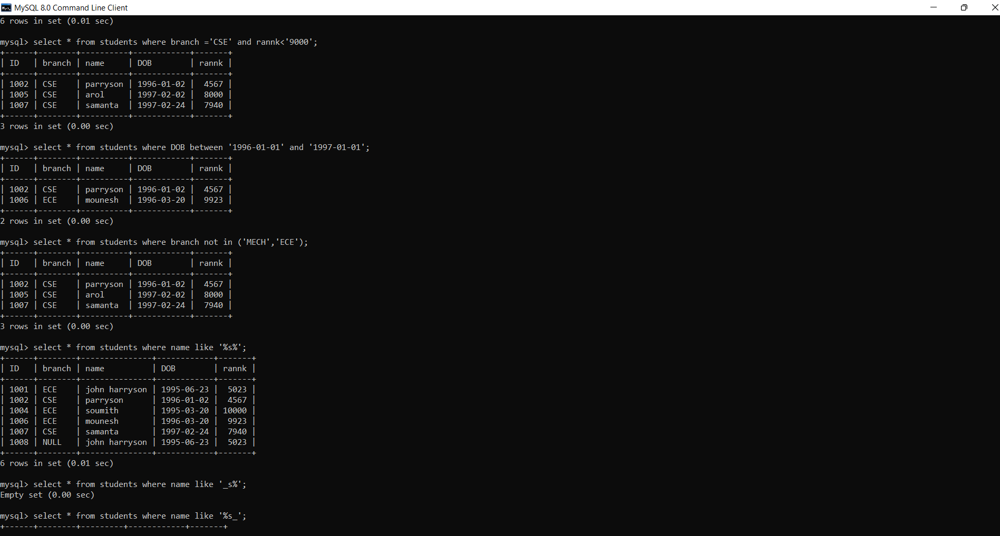 MySQL 8.0 Command Line Client
6 rows in set (0.01 sec)
mysql> select * from students where branch ='CSE' and rannk<'9000';
+------+--------+----------+------------+-------+
| ID   | branch | name     | DOB        | rannk |
+------+--------+----------+------------+-------+
| 1002 | CSE    | parryson | 1996-01-02 |  4567 |
| 1005 | CSE    | arol     | 1997-02-02 |  8000 |
| 1007 | CSE    | samanta  | 1997-02-24 |  7940 |
+------+--------+----------+------------+-------+
3 rows in set (0.00 sec)
mysql> select * from students where DOB between '1996-01-01' and '1997-01-01';
+------+--------+----------+------------+-------+
| ID   | branch | name     | DOB        | rannk |
+------+--------+----------+------------+-------+
| 1002 | CSE    | parryson | 1996-01-02 |  4567 |
| 1006 | ECE    | mounesh  | 1996-03-20 |  9923 |
+------+--------+----------+------------+-------+
2 rows in set (0.00 sec)
mysql> select * from students where branch not in ('MECH','ECE');
+------+--------+----------+------------+-------+
| ID   | branch | name     | DOB        | rannk |
+------+--------+----------+------------+-------+
| 1002 | CSE    | parryson | 1996-01-02 |  4567 |
| 1005 | CSE    | arol     | 1997-02-02 |  8000 |
| 1007 | CSE    | samanta  | 1997-02-24 |  7940 |
+------+--------+----------+------------+-------+
3 rows in set (0.00 sec)
mysql> select * from students where name like '%s%';
+------+--------+---------------+------------+-------+
| ID   | branch | name          | DOB        | rannk |
+------+--------+---------------+------------+-------+
| 1001 | ECE    | john harryson | 1995-06-23 |  5023 |
| 1002 | CSE    | parryson      | 1996-01-02 |  4567 |
| 1004 | ECE    | soumith       | 1995-03-20 | 10000 |
| 1006 | ECE    | mounesh       | 1996-03-20 |  9923 |
| 1007 | CSE    | samanta       | 1997-02-24 |  7940 |
| 1008 | NULL   | john harryson | 1995-06-23 |  5023 |
+------+--------+---------------+------------+-------+
6 rows in set (0.01 sec)
mysql> select * from students where name like '_s%';
Empty set (0.00 sec)
mysql> select * from students where name like '%s_';
+------+--------+---------+------------+-------+